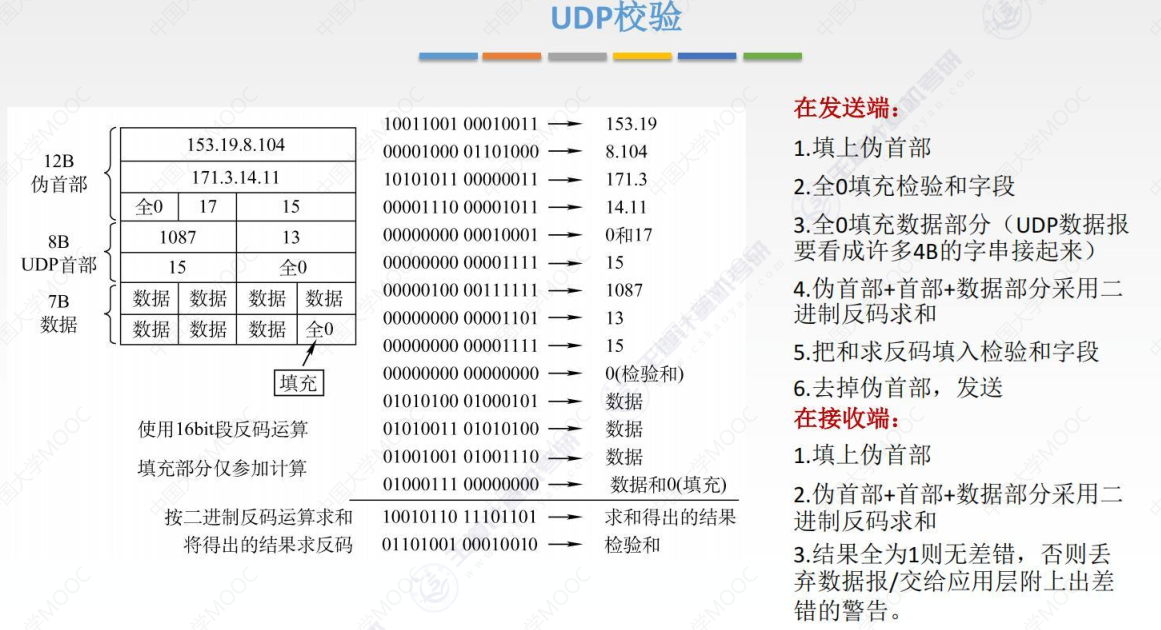 UDP校验
12B
伪首部
153.19.8.104
171.3.14.11
全0 17 15
8B
UDP首部
1087 13
15 全0
7B
数据
数据 数据 数据 数据
数据 数据 数据 全0
填充
使用16bit段反码运算
填充部分仅参加计算
10011001 00010011 → 153.19
00001000 01101000 → 8.104
10101011 00000011 → 171.3
00001110 00001011 → 14.11
00000000 00010001 → 0和17
00000000 00001111 → 15
00000100 00111111 → 1087
00000000 00001101 → 13
00000000 00001111 → 15
00000000 00000000 → 0(检验和)
01010100 01000101 → 数据
01010011 01010100 → 数据
01001001 01001110 → 数据
01000111 00000000 → 数据和0(填充)
按二进制反码运算求和 10010110 11101101 → 求和得出的结果
将得出的结果求反码 01101001 00010010 → 检验和
在发送端：
1.填上伪首部
2.全0填充检验和字段
3.全0填充数据部分（UDP数据报
要看成许多4B的字串接起来）
4.伪首部+首部+数据部分采用二
进制反码求和
5.把和求反码填入检验和字段
6.去掉伪首部，发送
在接收端：
1.填上伪首部
2.伪首部+首部+数据部分采用二
进制反码求和
3.结果全为1则无差错，否则丢
弃数据报/交给应用层附上出差
错的警告。
中国大学MOOC